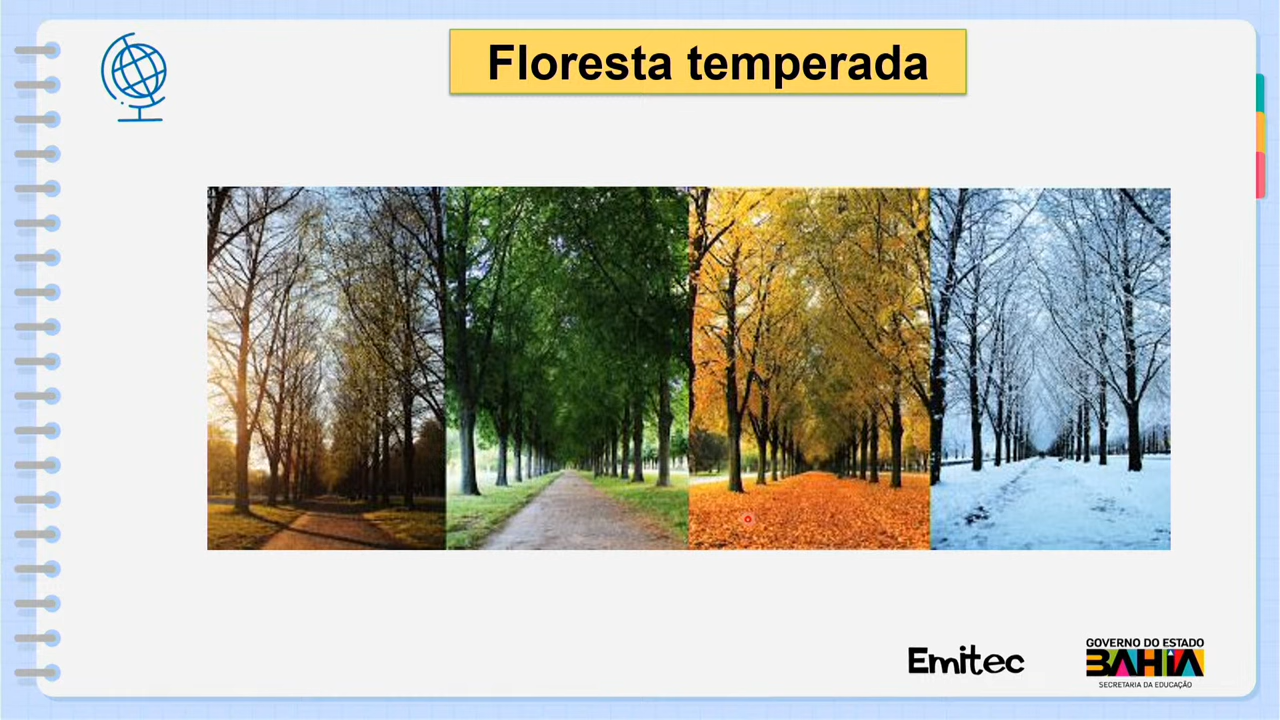 Floresta temperada
Emitec
GOVERNO DO ESTADO
BAHIA
SECRETARIA DA EDUCAÇÃO